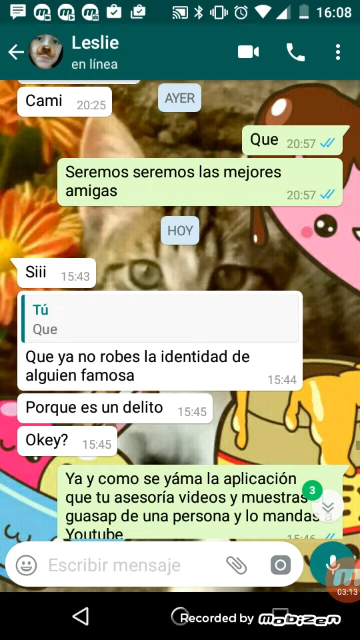 16:08
Leslie
en línea
AYER
Cami 20:25
Que 20:57
Seremos seremos las mejores
amigas 20:57
HOY
Siii 15:43
Tú
Que
Que ya no robes la identidad de
alguien famosa 15:44
Porque es un delito 15:45
Okey? 15:45
Ya y como se yáma la aplicación
que tu asesoría videos y muestras
3
guasap de una persona y lo mandas
Youtube 15:46
Escribir mensaje
03:13
Recorded by mobizen